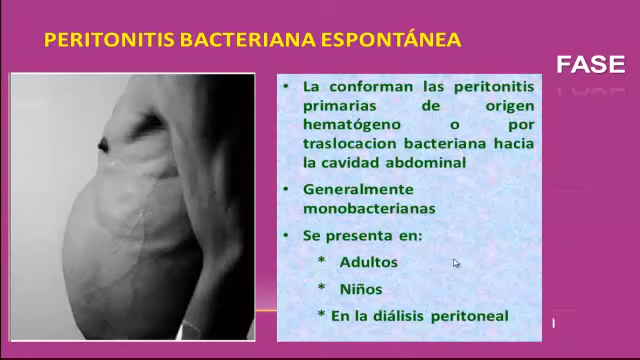 PERITONITIS BACTERIANA ESPONTÁNEA
FASE
• La conforman las peritonitis
primarias de origen
hematógeno o por
traslocacion bacteriana hacia
la cavidad abdominal
• Generalmente
monobacterianas
• Se presenta en:
* Adultos
* Niños
* En la diálisis peritoneal